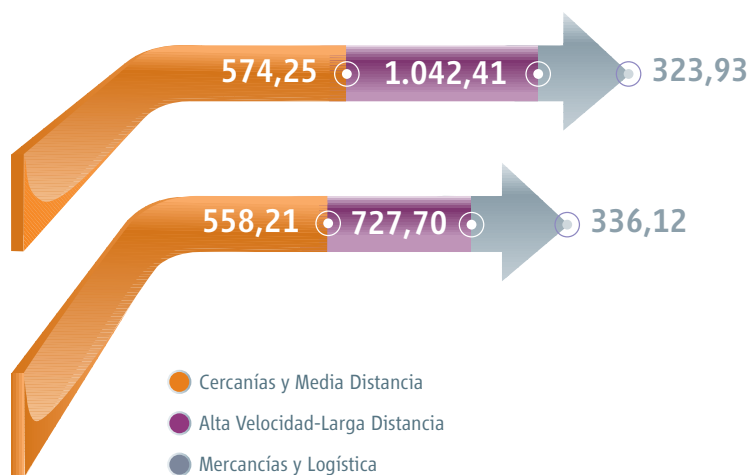 574,25 1.042,41 323,93
558,21 727,70 336,12
Cercanías y Media Distancia
Alta Velocidad-Larga Distancia
Mercancías y Logística